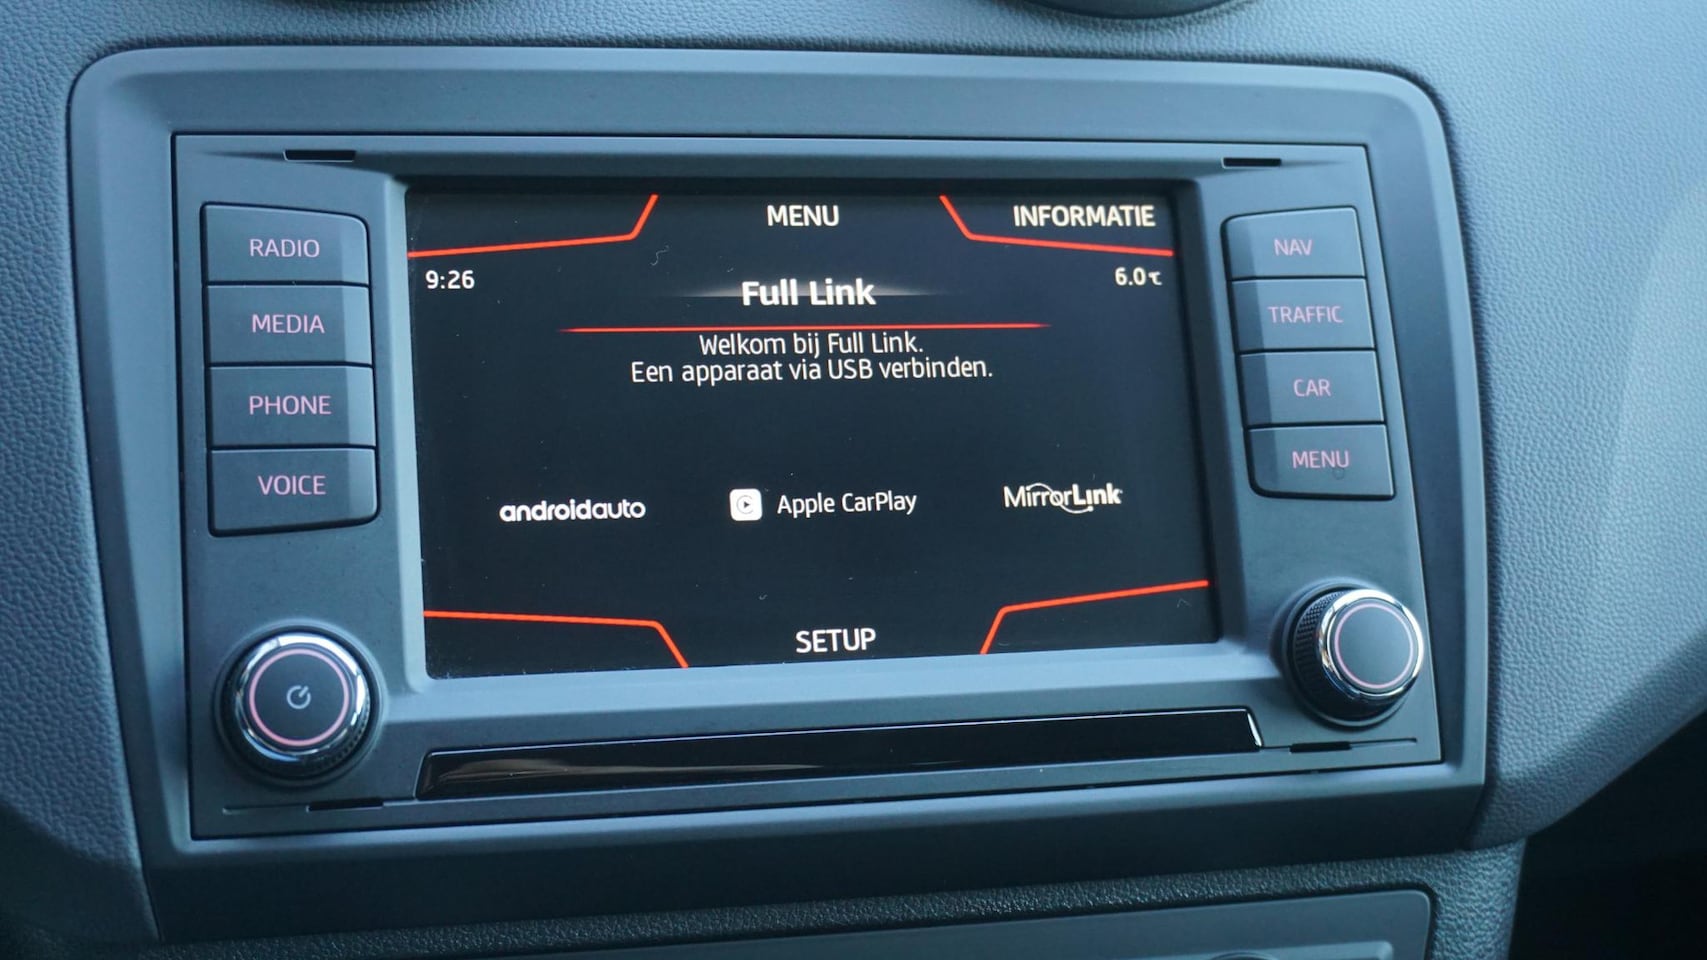 MENU
INFORMATIE
9:26
6.0℃
Full Link
Welkom bij Full Link.
Een apparaat via USB verbinden.
androidauto
Apple CarPlay
MirrorLink
SETUP
RADIO
MEDIA
PHONE
VOICE
NAV
TRAFFIC
CAR
MENU